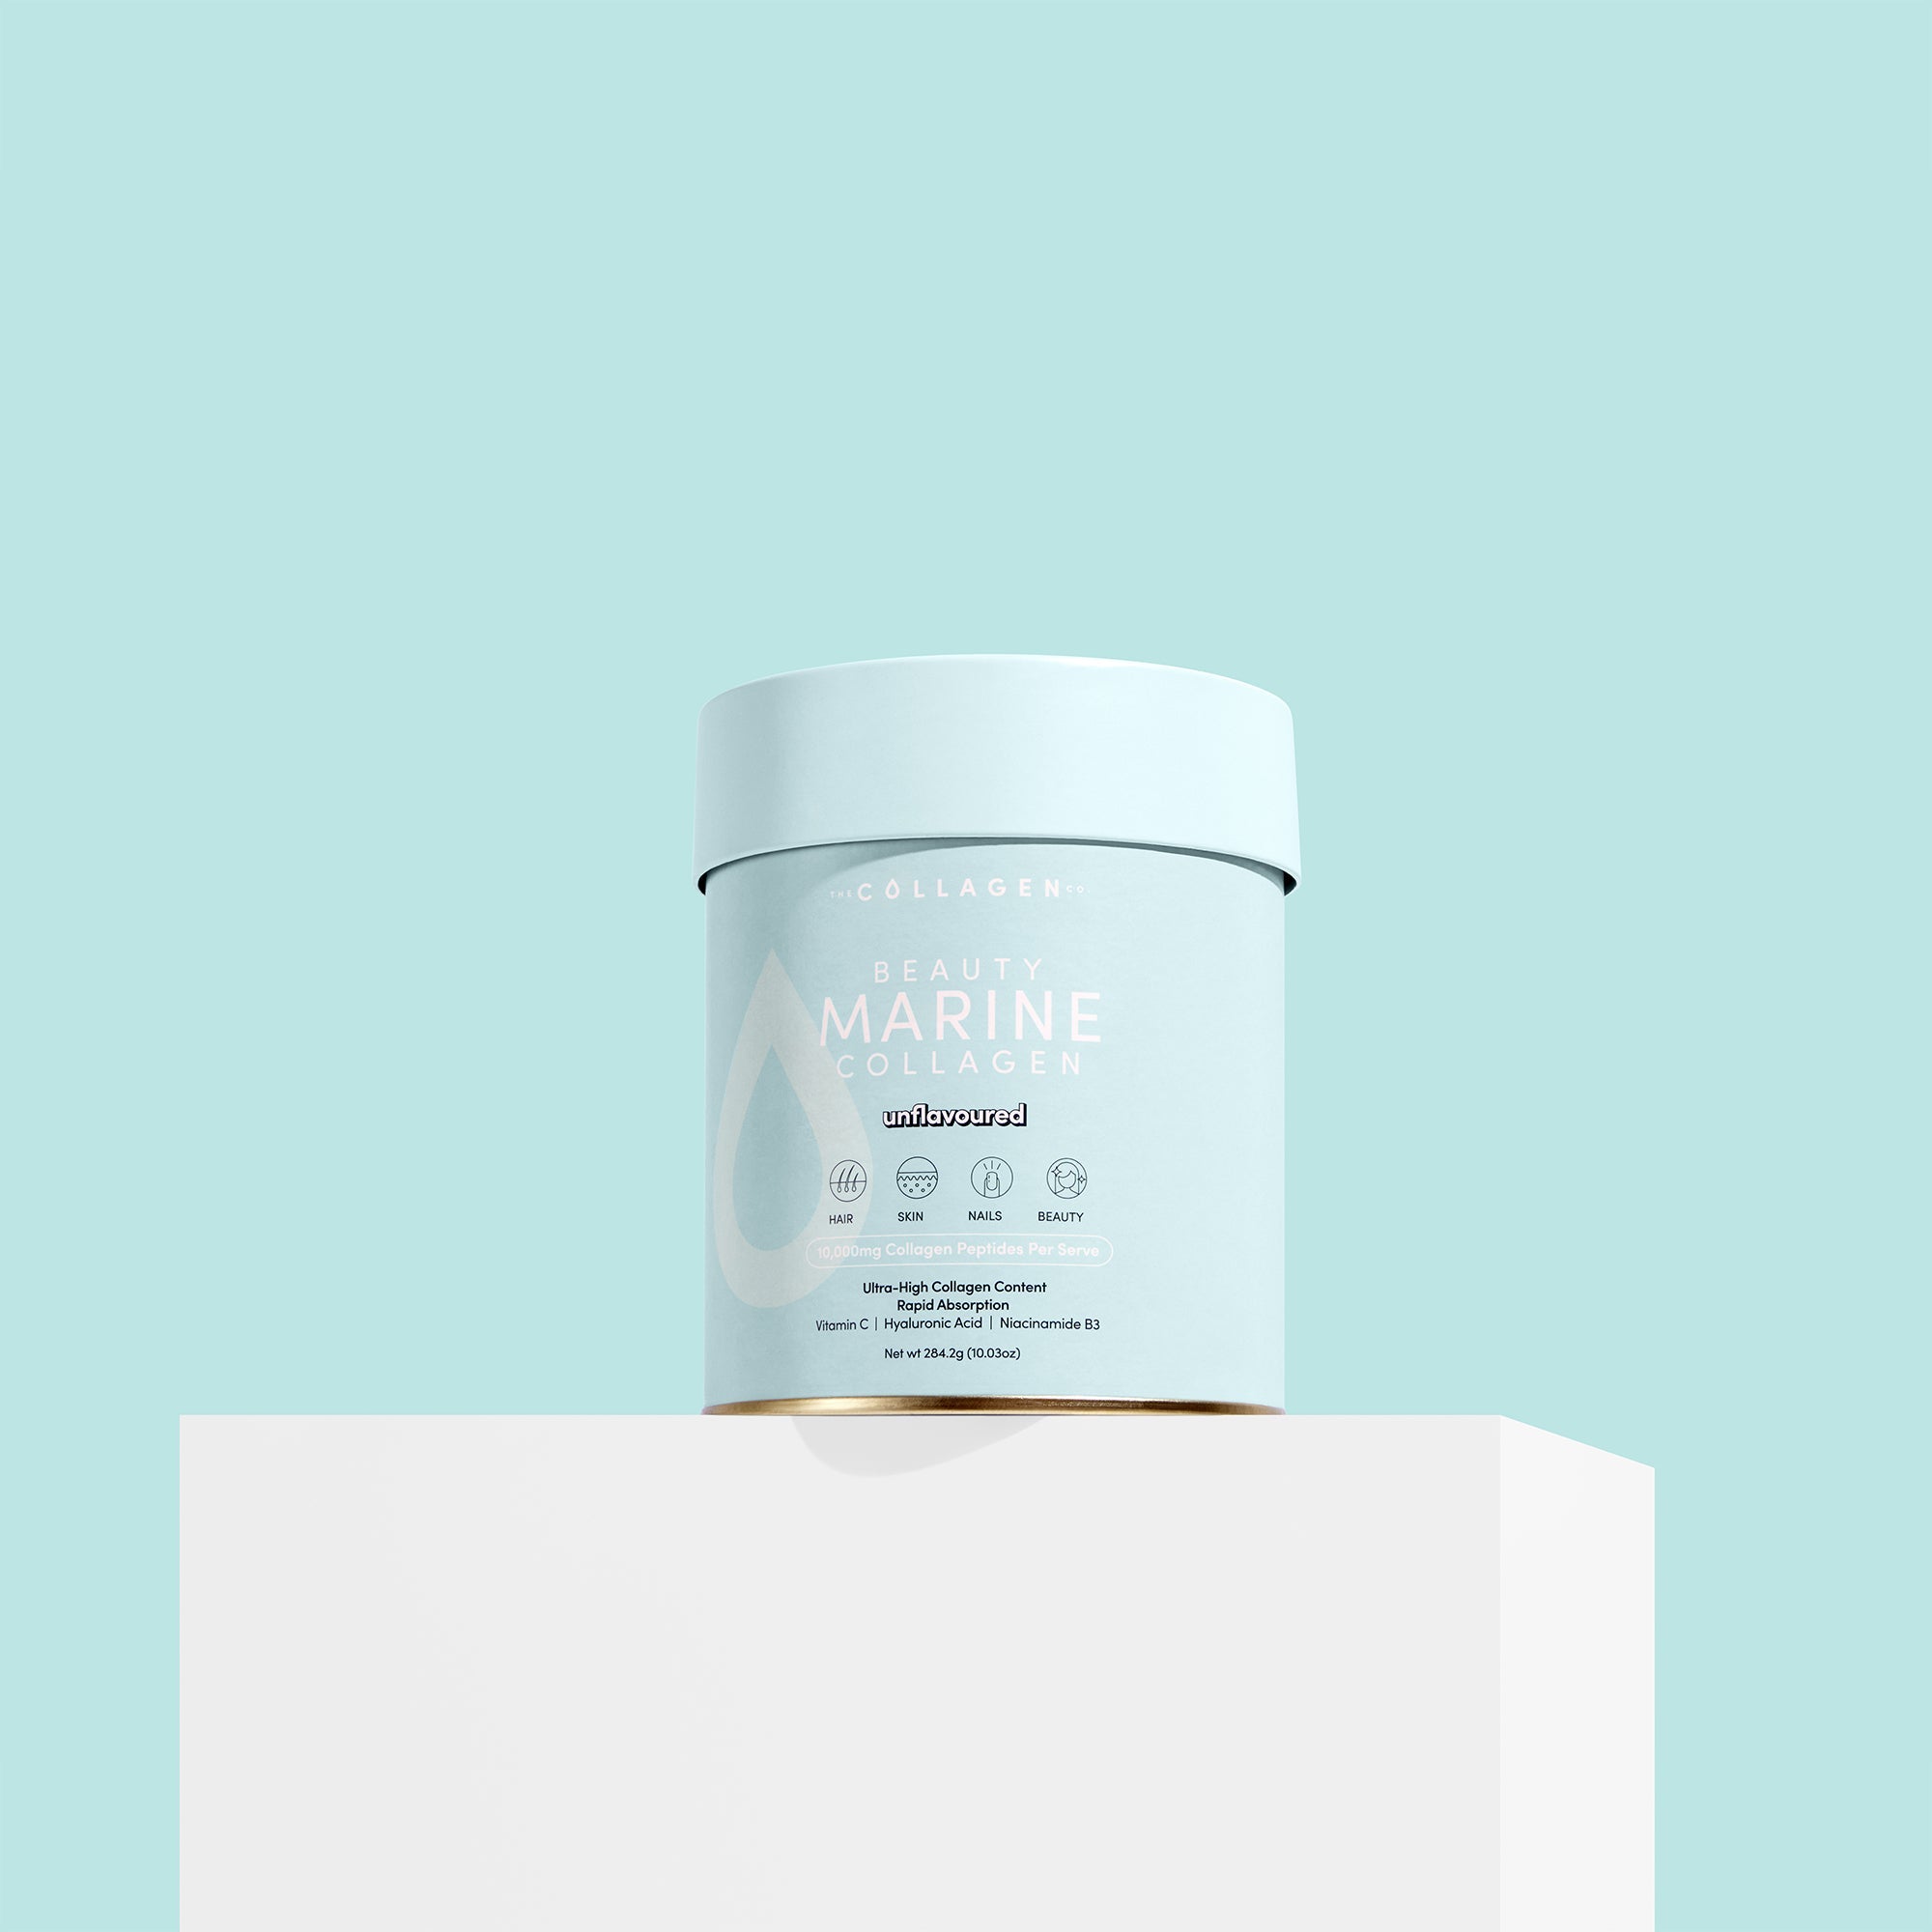 THE COLLAGEN CO.
BEAUTY
MARINE
COLLAGEN
unflavoured
HAIR SKIN NAILS BEAUTY
10,000mg Collagen Peptides Per Serve
Ultra-High Collagen Content
Rapid Absorption
Vitamin C | Hyaluronic Acid | Niacinamide B3
Net wt 284.2g (10.03oz)